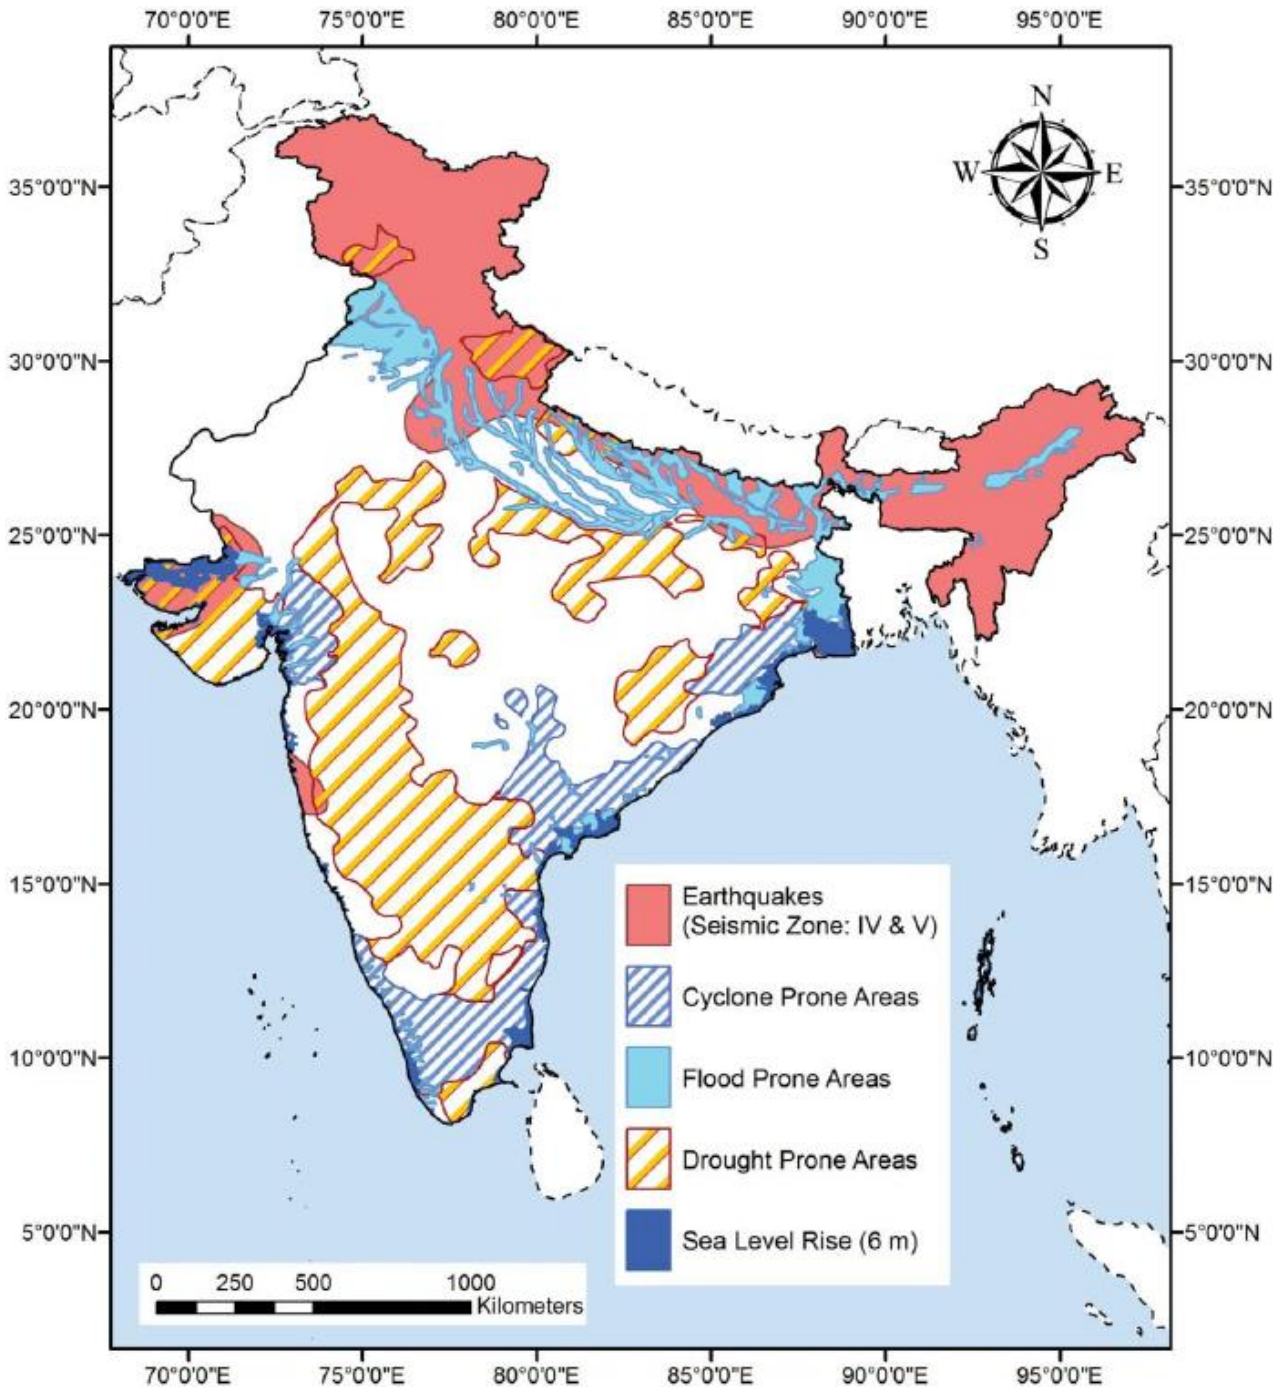 70°0'0"E 75°0'0"E 80°0'0"E 85°0'0"E 90°0'0"E 95°0'0"E
N
W E
S
35°0'0"N 35°0'0"N
30°0'0"N 30°0'0"N
25°0'0"N 25°0'0"N
20°0'0"N 20°0'0"N
15°0'0"N 15°0'0"N
10°0'0"N 10°0'0"N
5°0'0"N 5°0'0"N
Earthquakes
(Seismic Zone: IV & V)
Cyclone Prone Areas
Flood Prone Areas
Drought Prone Areas
Sea Level Rise (6 m)
0 250 500 1000
Kilometers
70°0'0"E 75°0'0"E 80°0'0"E 85°0'0"E 90°0'0"E 95°0'0"E